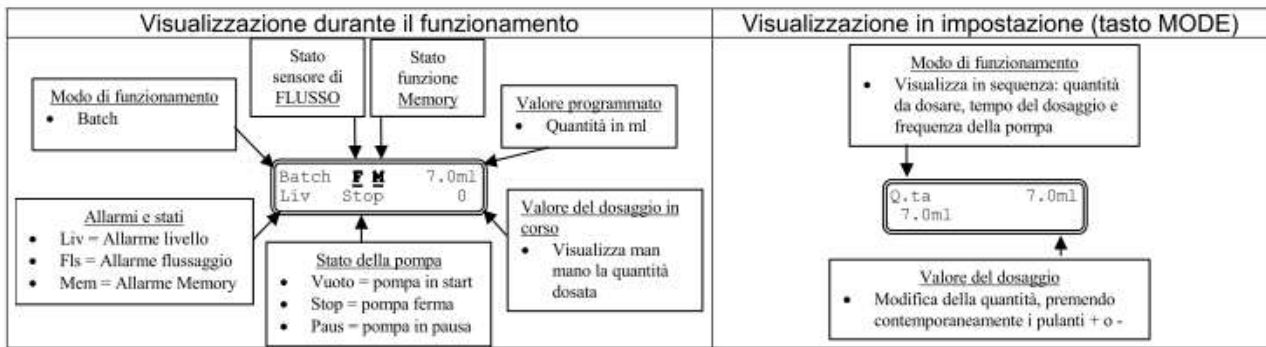 Visualizzazione durante il funzionamento
Visualizzazione in impostazione (tasto MODE)
Modo di funzionamento
• Batch
Stato
sensore di
FLUSSO
Stato
funzione
Memory
Valore programmato
• Quantità in ml
Batch F M 7.0ml
Liv Stop 0
Allarmi e stati
• Liv = Allarme livello
• Fls = Allarme flussaggio
• Mem = Allarme Memory
Stato della pompa
• Vuoto = pompa in start
• Stop = pompa ferma
• Paus = pompa in pausa
Valore del dosaggio in
corso
• Visualizza man
mano la quantità
dosata
Modo di funzionamento
• Visualizza in sequenza: quantità
da dosare, tempo del dosaggio e
frequenza della pompa
Q.ta 7.0ml
7.0ml
Valore del dosaggio
• Modifica della quantità, premendo
contemporaneamente i pulanti + o -